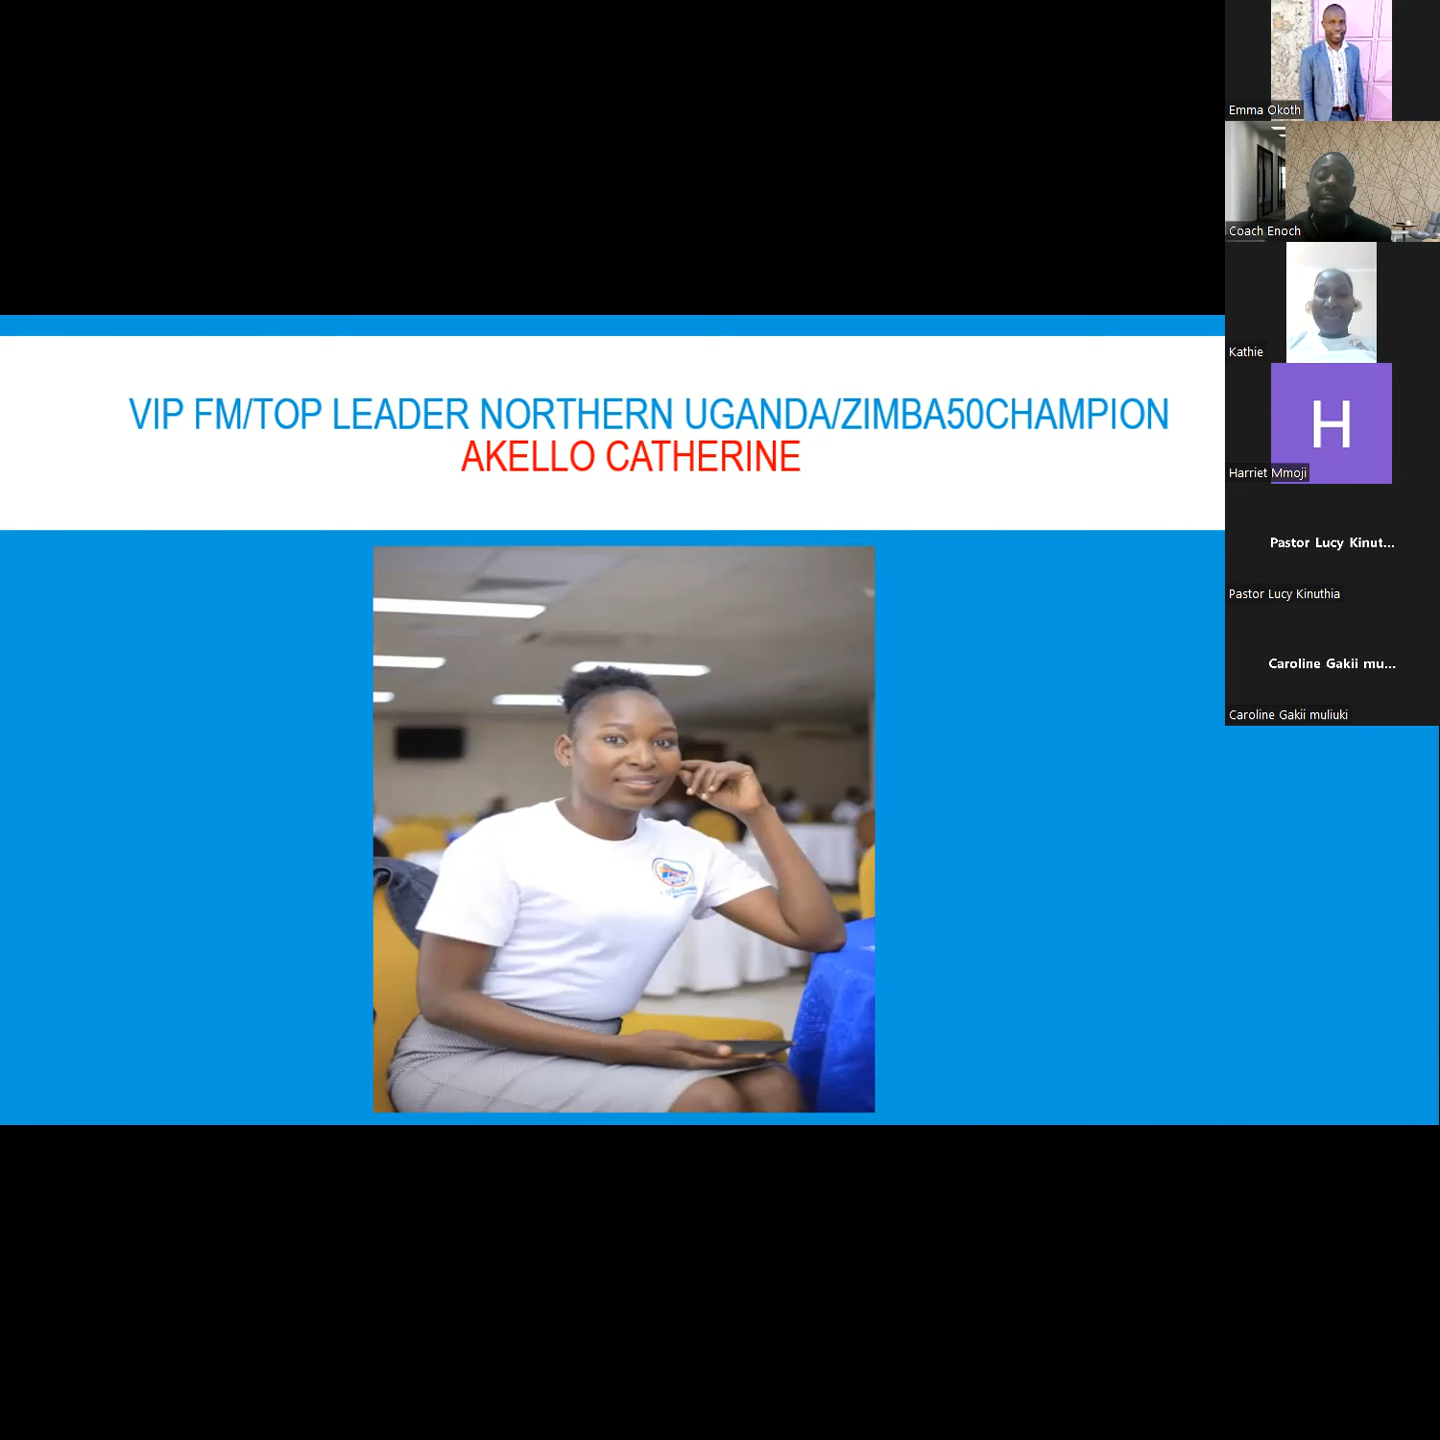 VIP FM/TOP LEADER NORTHERN UGANDA/ZIMBA50CHAMPION
AKELLO CATHERINE
Emma Okoth
Coach Enoch
Kathie
H
Harriet Mmoji
Pastor Lucy Kinut...
Pastor Lucy Kinuthia
Caroline Gakii mu...
Caroline Gakii muliuki